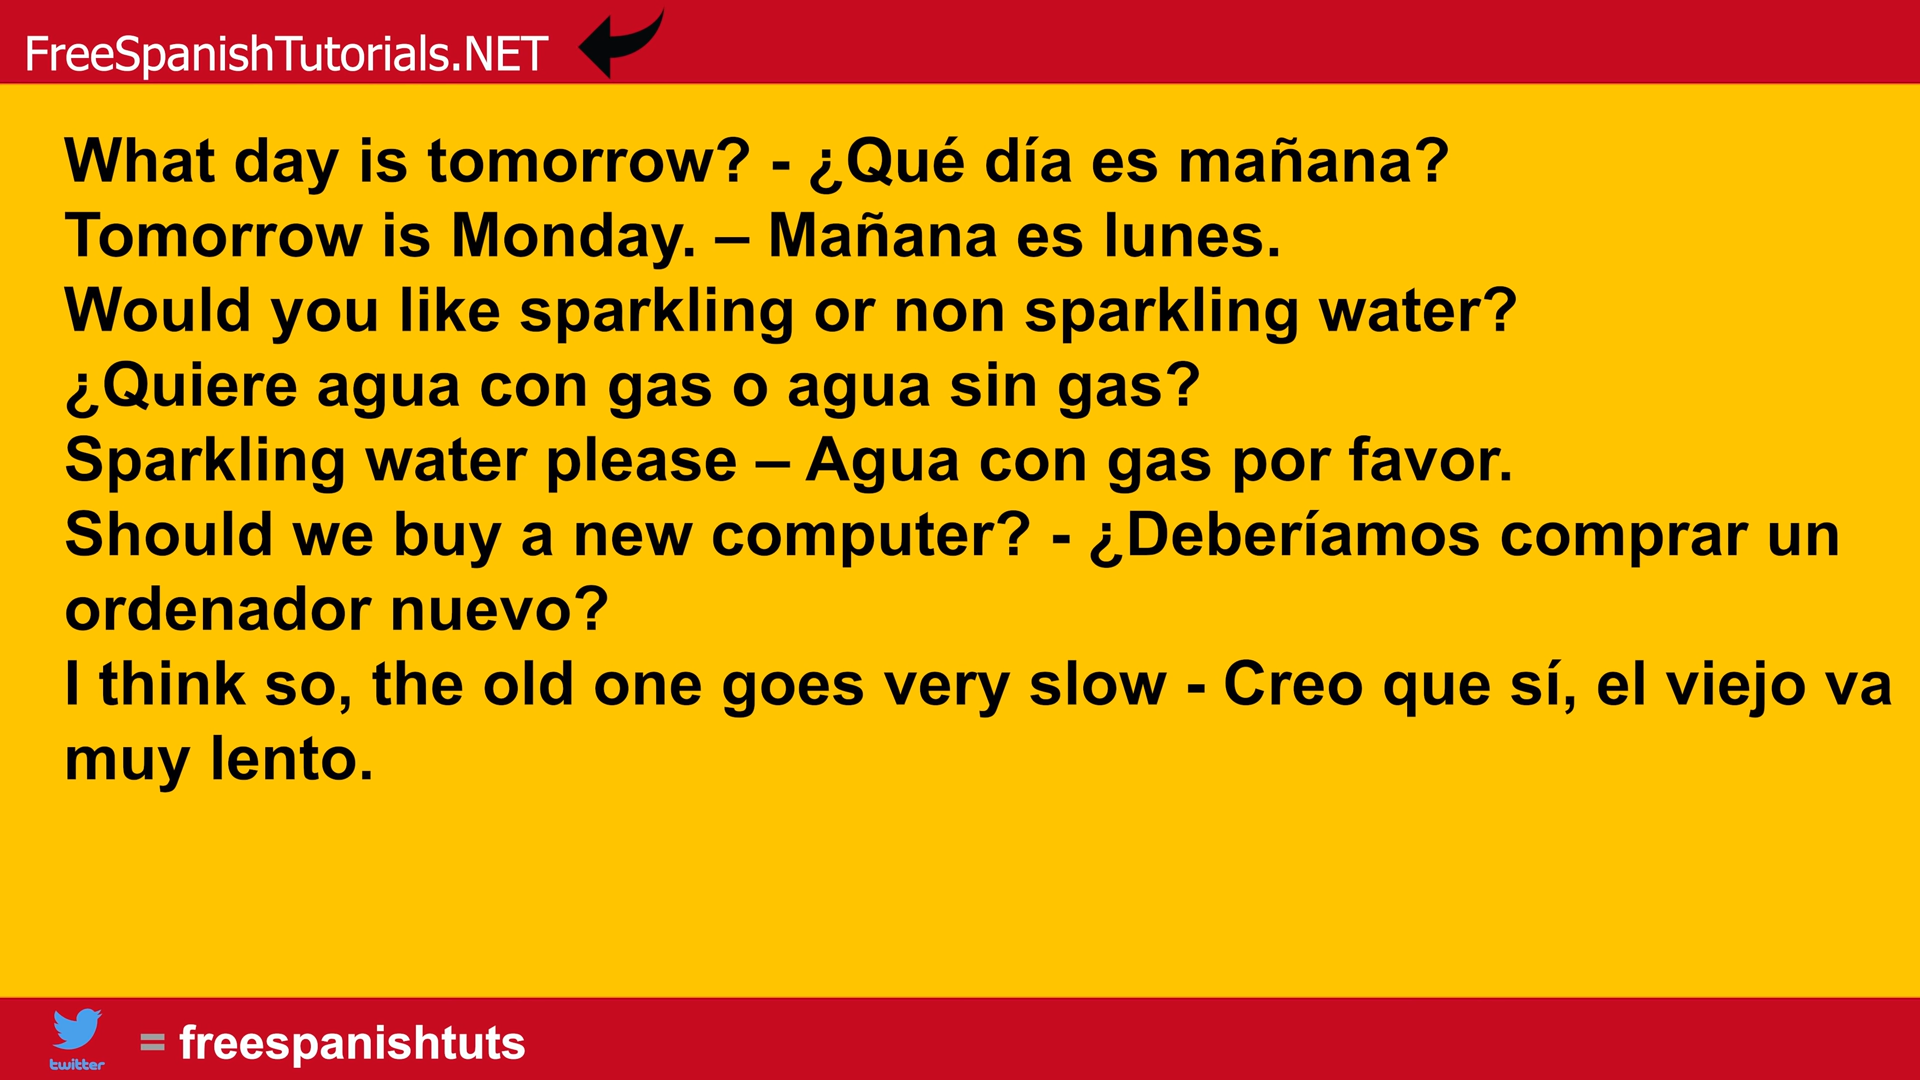 FreeSpanishTutorials.NET
What day is tomorrow? - ¿Qué día es mañana?
Tomorrow is Monday. – Mañana es lunes.
Would you like sparkling or non sparkling water?
¿Quiere agua con gas o agua sin gas?
Sparkling water please – Agua con gas por favor.
Should we buy a new computer? - ¿Deberíamos comprar un
ordenador nuevo?
I think so, the old one goes very slow - Creo que sí, el viejo va
muy lento.
twitter = freespanishtuts